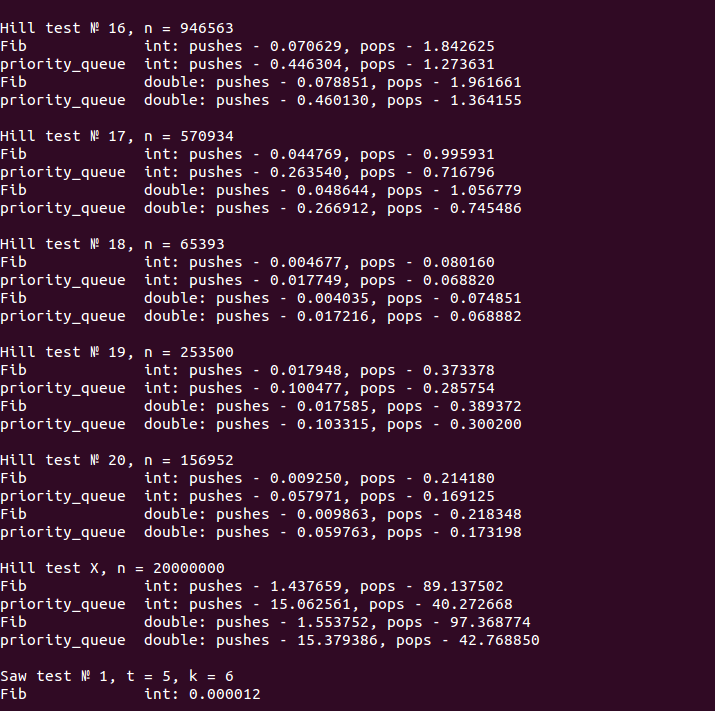 Hill test № 16, n = 946563
Fib             int: pushes - 0.070629, pops - 1.842625
priority_queue  int: pushes - 0.446304, pops - 1.273631
Fib             double: pushes - 0.078851, pops - 1.961661
priority_queue  double: pushes - 0.460130, pops - 1.364155
Hill test № 17, n = 570934
Fib             int: pushes - 0.044769, pops - 0.995931
priority_queue  int: pushes - 0.263540, pops - 0.716796
Fib             double: pushes - 0.048644, pops - 1.056779
priority_queue  double: pushes - 0.266912, pops - 0.745486
Hill test № 18, n = 65393
Fib             int: pushes - 0.004677, pops - 0.080160
priority_queue  int: pushes - 0.017749, pops - 0.068820
Fib             double: pushes - 0.004035, pops - 0.074851
priority_queue  double: pushes - 0.017216, pops - 0.068882
Hill test № 19, n = 253500
Fib             int: pushes - 0.017948, pops - 0.373378
priority_queue  int: pushes - 0.100477, pops - 0.285754
Fib             double: pushes - 0.017585, pops - 0.389372
priority_queue  double: pushes - 0.103315, pops - 0.300200
Hill test № 20, n = 156952
Fib             int: pushes - 0.009250, pops - 0.214180
priority_queue  int: pushes - 0.057971, pops - 0.169125
Fib             double: pushes - 0.009863, pops - 0.218348
priority_queue  double: pushes - 0.059763, pops - 0.173198
Hill test X, n = 20000000
Fib             int: pushes - 1.437659, pops - 89.137502
priority_queue  int: pushes - 15.062561, pops - 40.272668
Fib             double: pushes - 1.553752, pops - 97.368774
priority_queue  double: pushes - 15.379386, pops - 42.768850
Saw test № 1, t = 5, k = 6
Fib             int: 0.000012